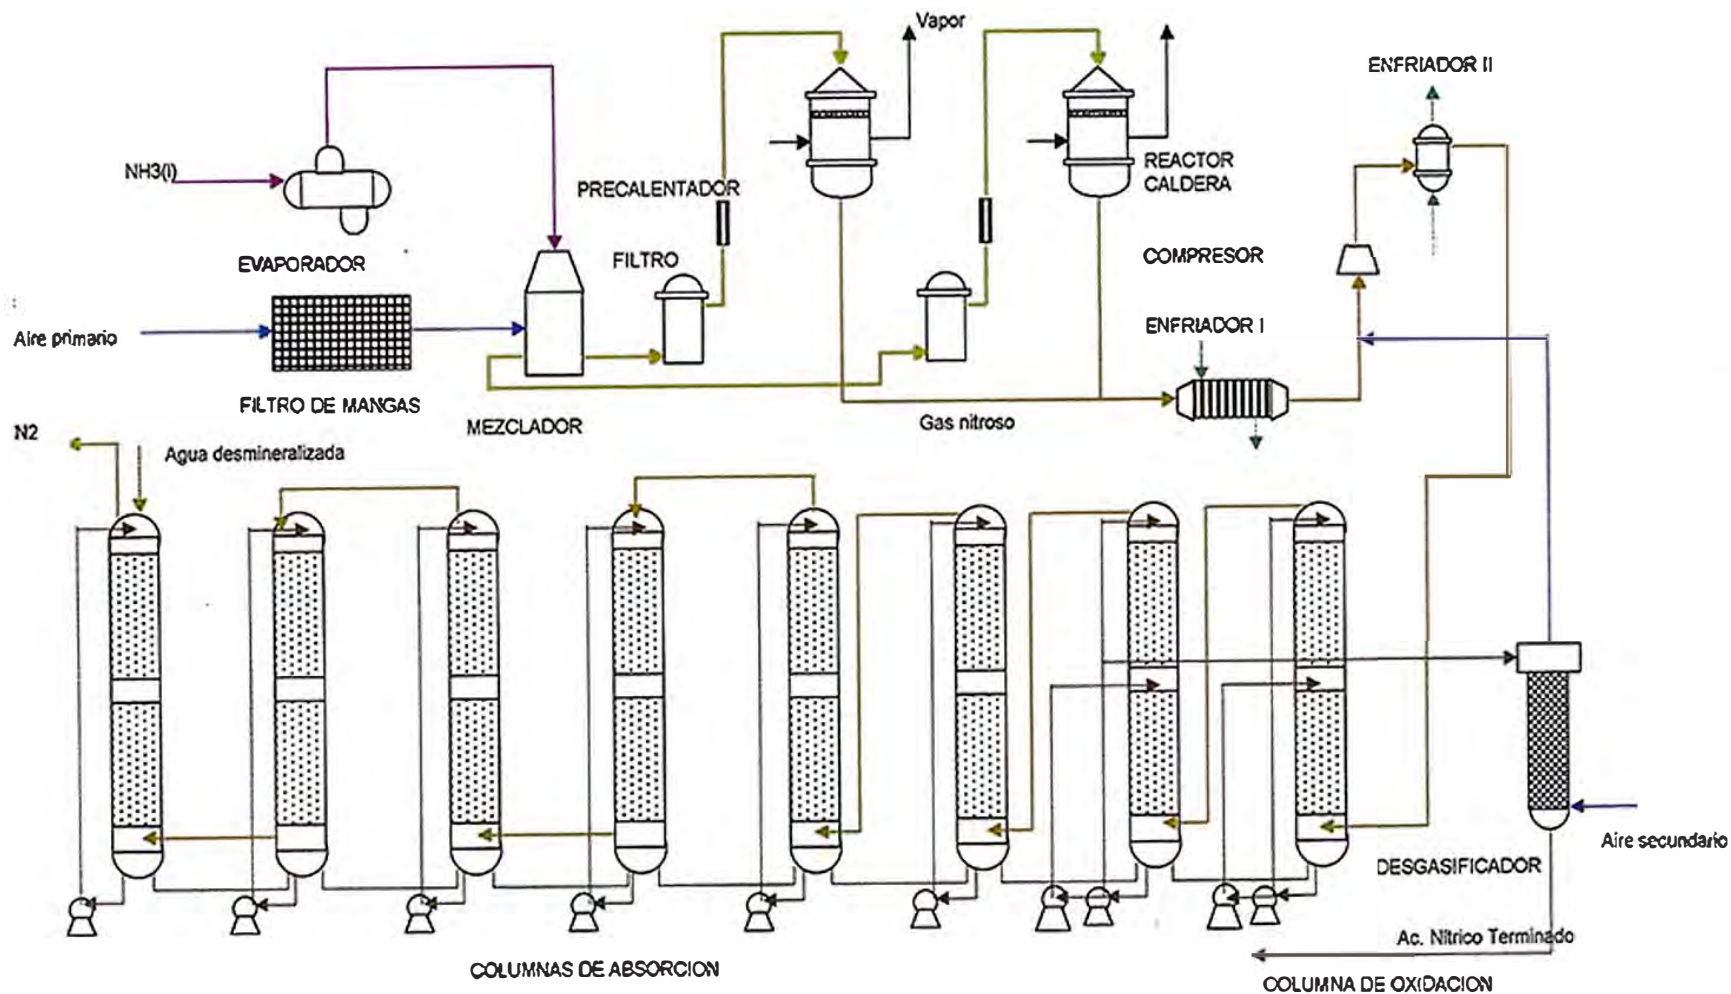 Vapor
ENFRIADOR II
NH3(l)
PRECALENTADOR
REACTOR
CALDERA
EVAPORADOR
FILTRO
COMPRESOR
Aire primario
ENFRIADOR I
FILTRO DE MANGAS
MEZCLADOR
Gas nitroso
N2
Agua desmineralizada
Aire secundario
DESGASIFICADOR
Ac. Nitrico Terminado
COLUMNAS DE ABSORCION
COLUMNA DE OXIDACION